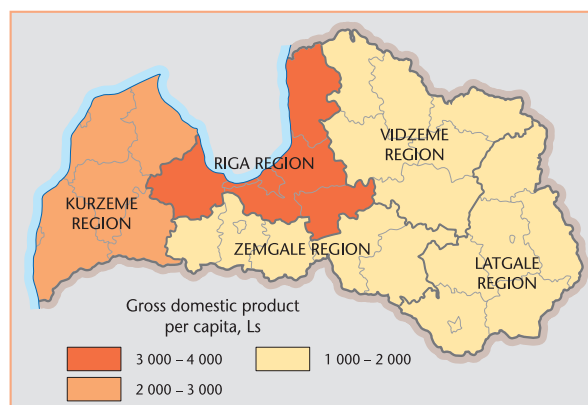 RIGA REGION
VIDZEME
REGION
KURZEME
REGION
ZEMGALE REGION
LATGALE
REGION
Gross domestic product
per capita, Ls
3 000 – 4 000
1 000 – 2 000
2 000 – 3 000